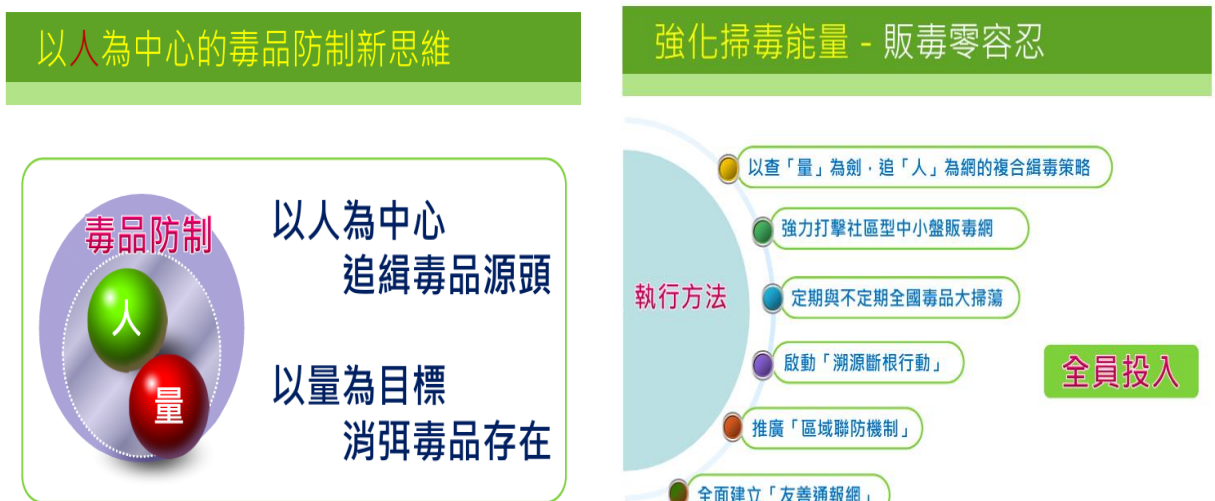 以人為中心的毒品防制新思維
毒品防制
人
量
以人為中心
追緝毒品源頭
以量為目標
消弭毒品存在
強化掃毒能量 - 販毒零容忍
執行方法
以查「量」為劍，追「人」為網的複合緝毒策略
強力打擊社區型中小盤販毒網
定期與不定期全國毒品大掃蕩
啟動「溯源斷根行動」
推廣「區域聯防機制」
全面建立「友善通報網」
全員投入